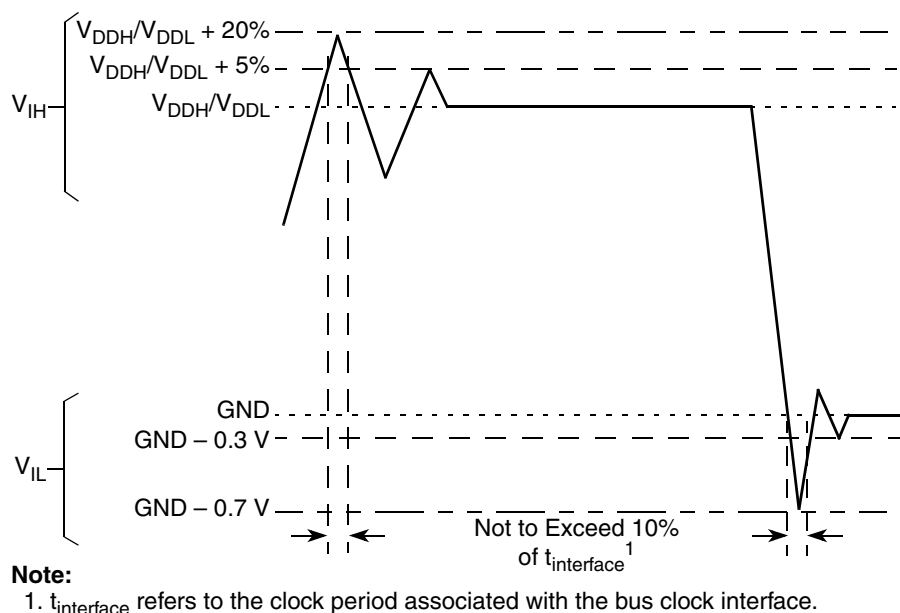 V_DDH/V_DDL + 20%
V_DDH/V_DDL + 5%
V_IH
V_DDH/V_DDL
GND
GND – 0.3 V
V_IL
GND – 0.7 V
Not to Exceed 10%
of t_interface^1
Note:
1. t_interface refers to the clock period associated with the bus clock interface.